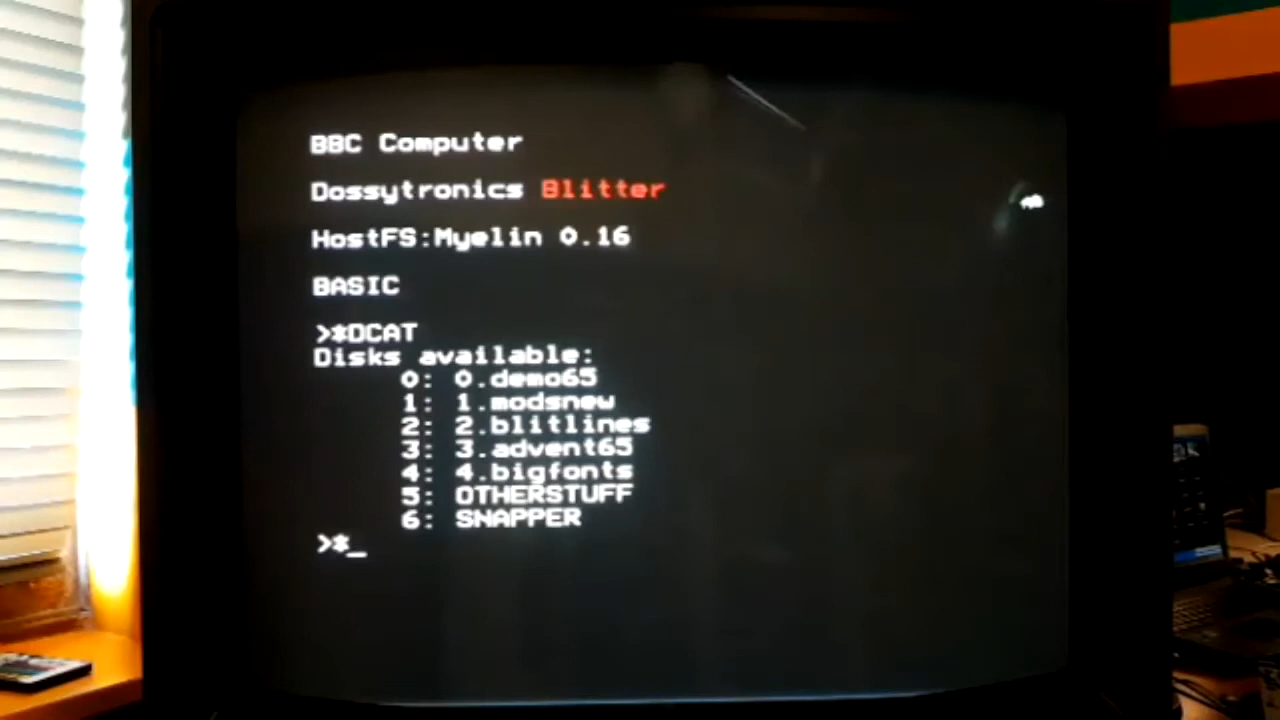 BBC Computer
Dossytronics Blitter
HostFS:Myelin 0.16
BASIC
>*DCAT
Disks available:
0: 0.demo65
1: 1.modsnew
2: 2.blitlines
3: 3.advent65
4: 4.bigfonts
5: OTHERSTUFF
6: SNAPPER
>*_